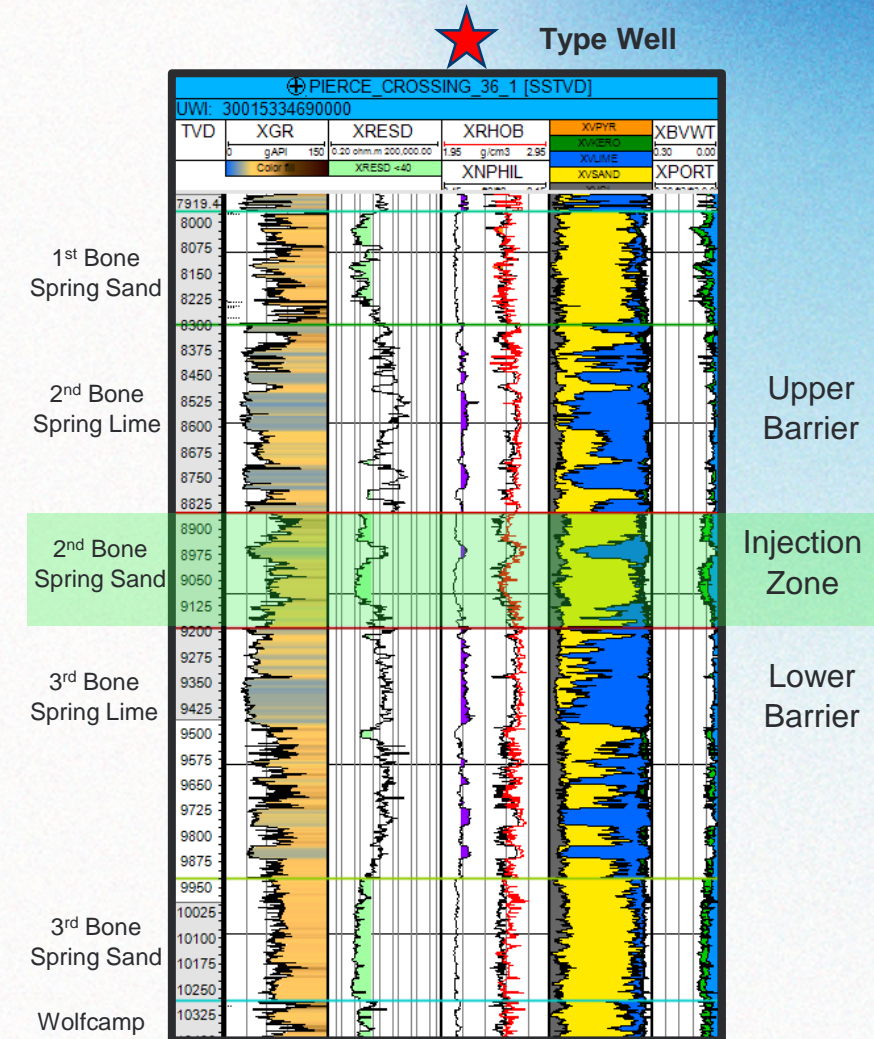 Type Well
PIERCE_CROSSING_36_1 [SSTVD]
UWI: 30015334690000
TVD XGR XRESD XRHOB XVPYR XBVWT
0 gAPI 150 0.20 ohm.m 200,000.00 1.95 g/cm3 2.95 XVKERO 0.30 0.00
Color fill XRESD <40 XNPHIL XVLIME XPORT
XVSAND
7919.4
8000
8075
8150
8225
8300
8375
8450
8525
8600
8675
8750
8825
8900
8975
9050
9125
9200
9275
9350
9425
9500
9575
9650
9725
9800
9875
9950
10025
10100
10175
10250
10325
1st Bone
Spring Sand
2nd Bone
Spring Lime
Upper
Barrier
2nd Bone
Spring Sand
Injection
Zone
3rd Bone
Spring Lime
Lower
Barrier
3rd Bone
Spring Sand
Wolfcamp